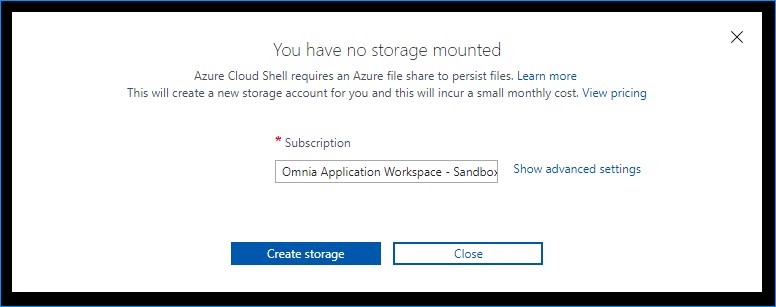 You have no storage mounted
Azure Cloud Shell requires an Azure file share to persist files. Learn more
This will create a new storage account for you and this will incur a small monthly cost. View pricing
* Subscription
Omnia Application Workspace - Sandbox
Show advanced settings
Create storage
Close